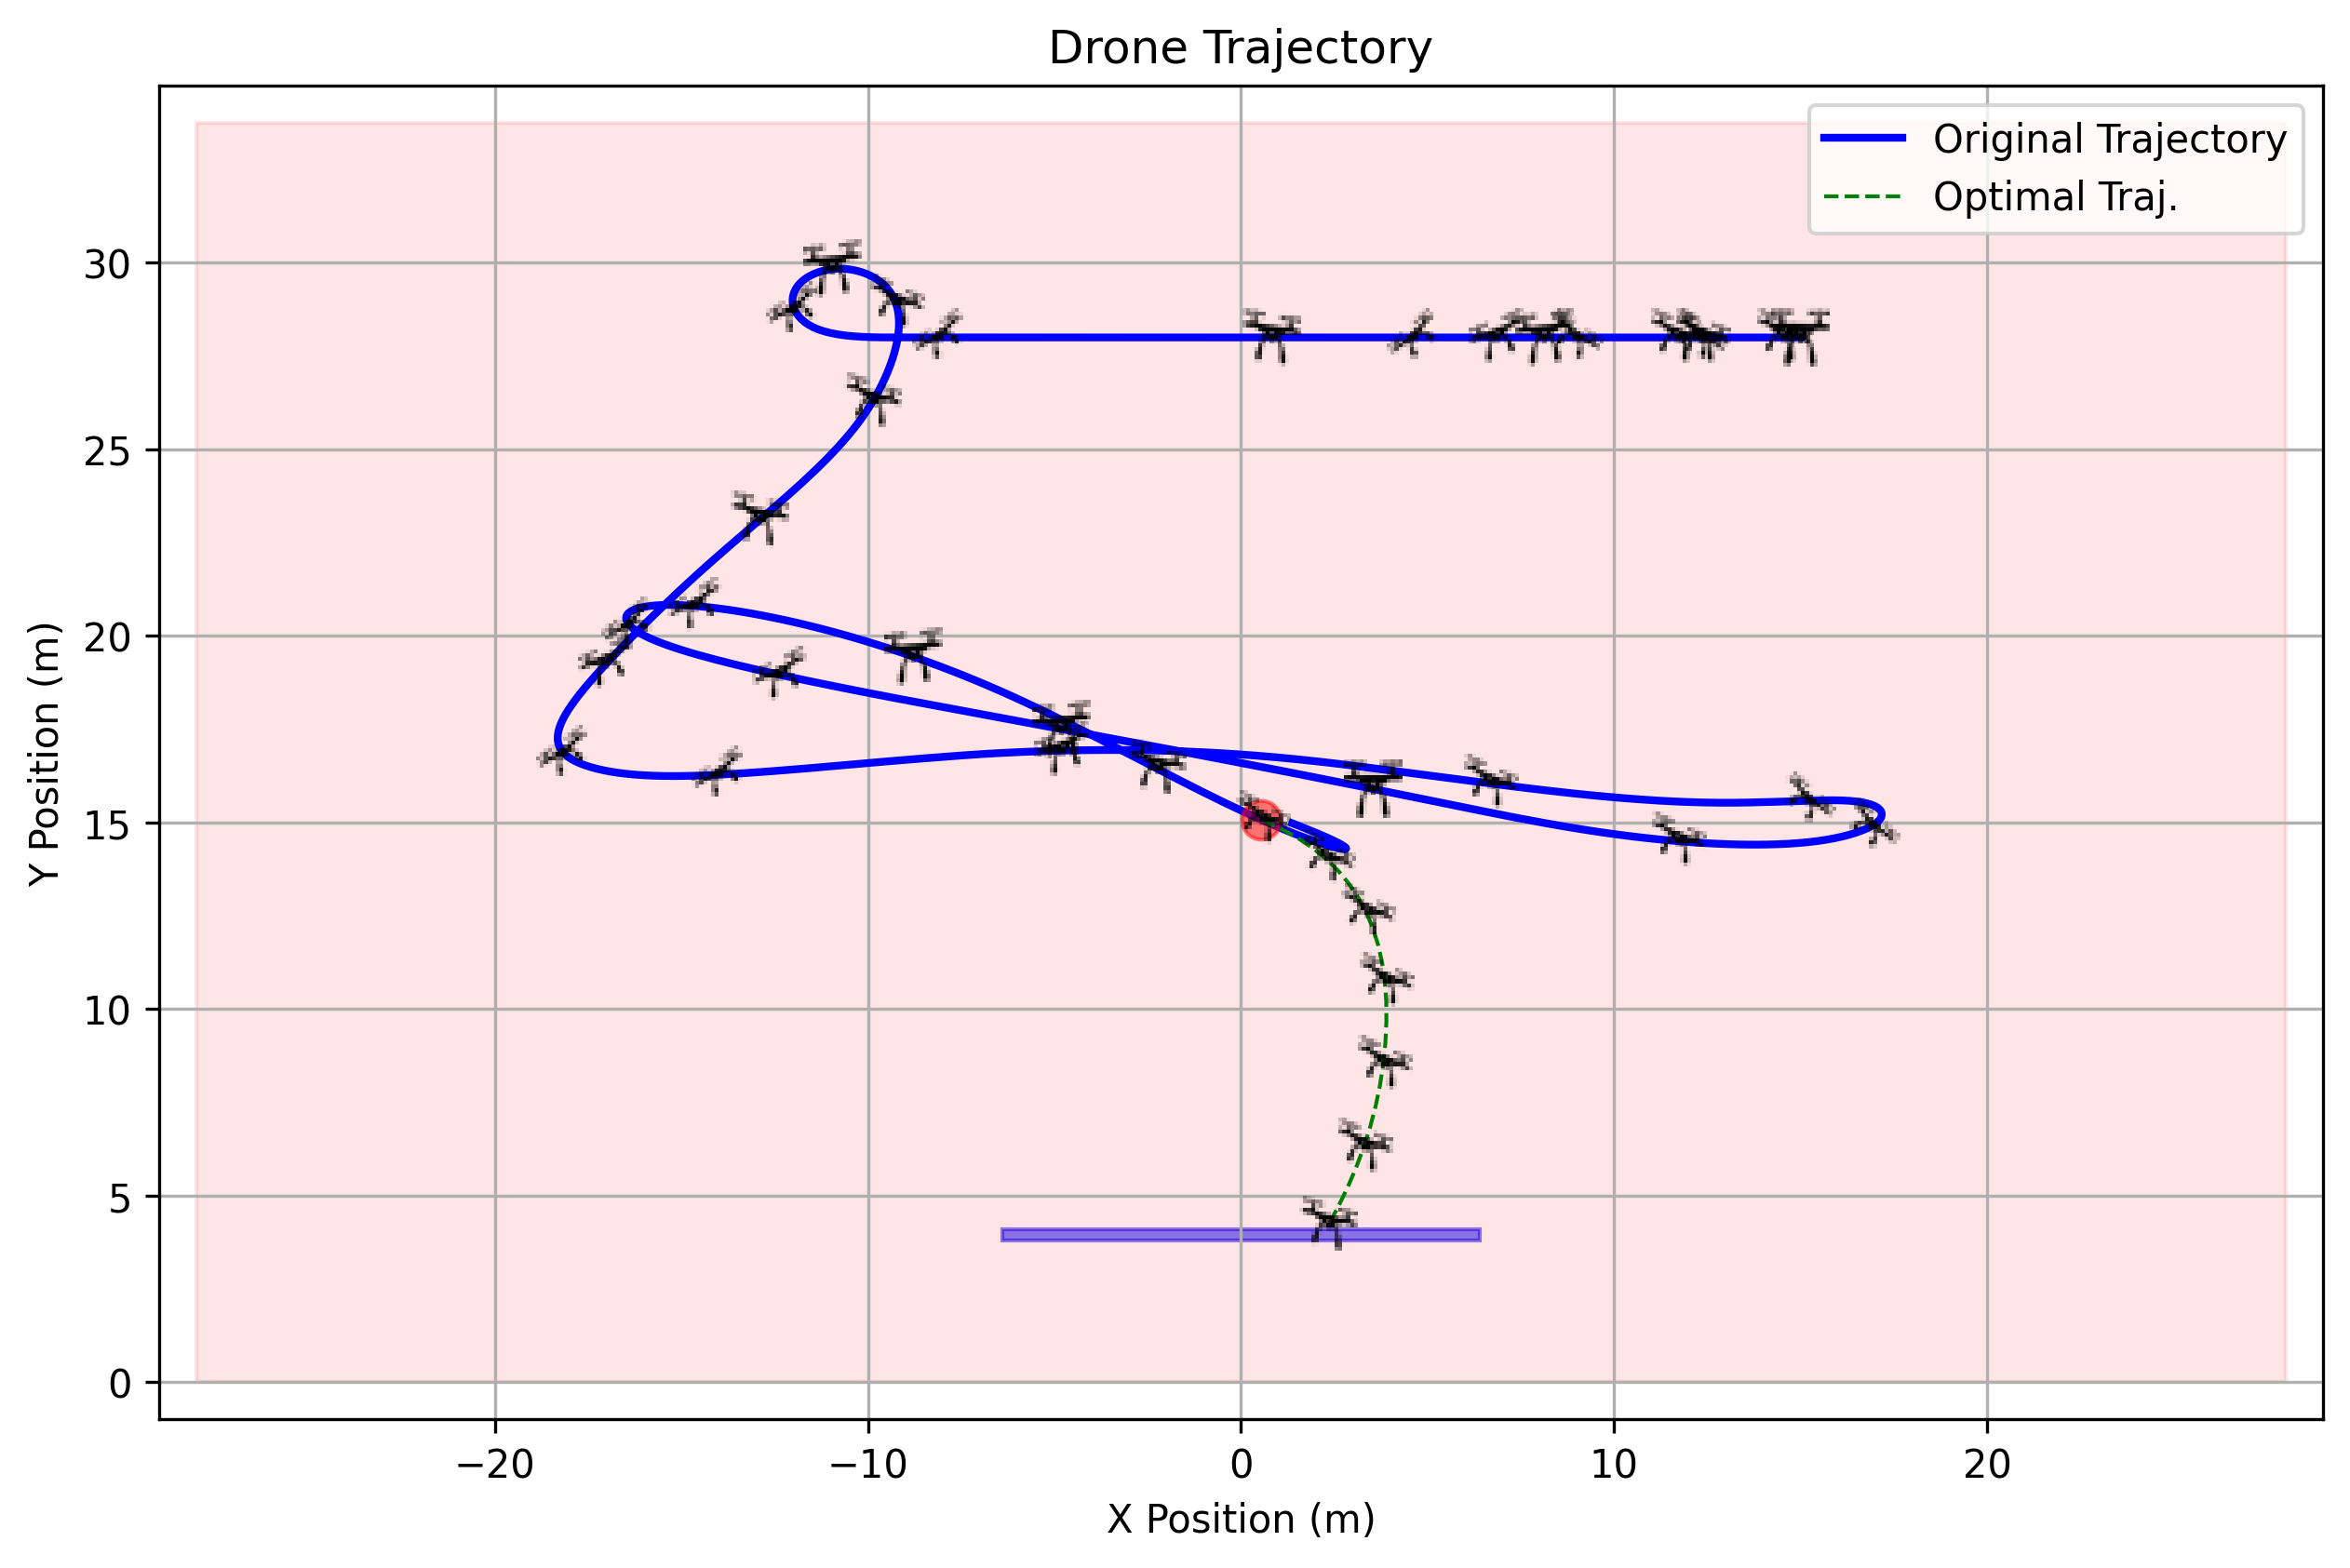 Drone Trajectory
Original Trajectory
Optimal Traj.
Y Position (m)
30
25
20
15
10
5
0
−20
−10
0
10
20
X Position (m)